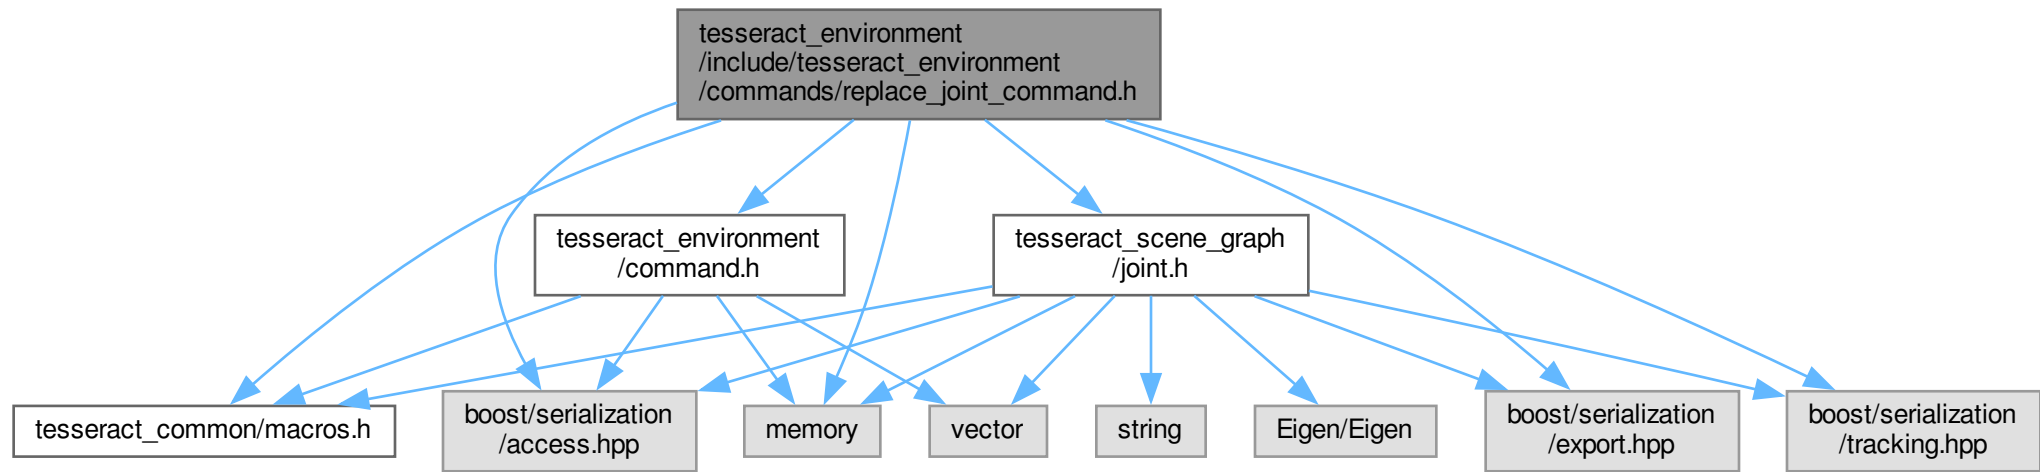 tesseract_environment
/include/tesseract_environment
/commands/replace_joint_command.h
tesseract_environment
/command.h
tesseract_scene_graph
/joint.h
tesseract_common/macros.h
boost/serialization
/access.hpp
memory
vector
string
Eigen/Eigen
boost/serialization
/export.hpp
boost/serialization
/tracking.hpp